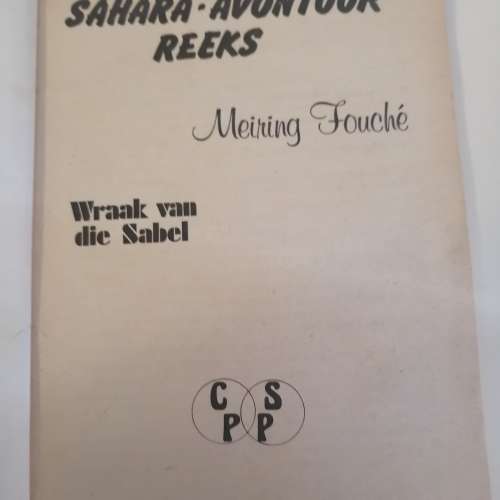 SAHARA-AVONTUUR
REEKS
Meiring Fouché
Wraak van
die Sabel
C S
P P